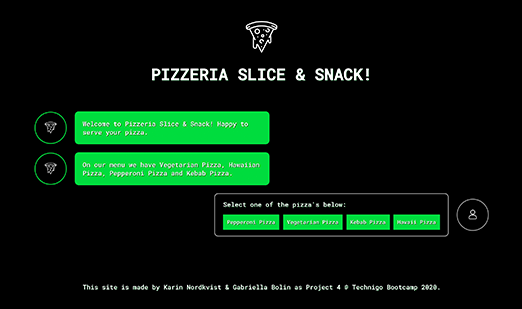 PIZZERIA SLICE & SNACK!
Welcome to Pizzeria Slice & Snack! Happy to
serve your pizza.
On our menu we have Vegetarian Pizza, Hawaiian
Pizza, Pepperoni Pizza and Kebab Pizza.
Select one of the pizza's below:
Pepperoni Pizza Vegetarian Pizza Kebab Pizza Hawaii Pizza
This site is made by Karin Nordkvist & Gabriella Bolin as Project 4 @ Technigo Bootcamp 2020.